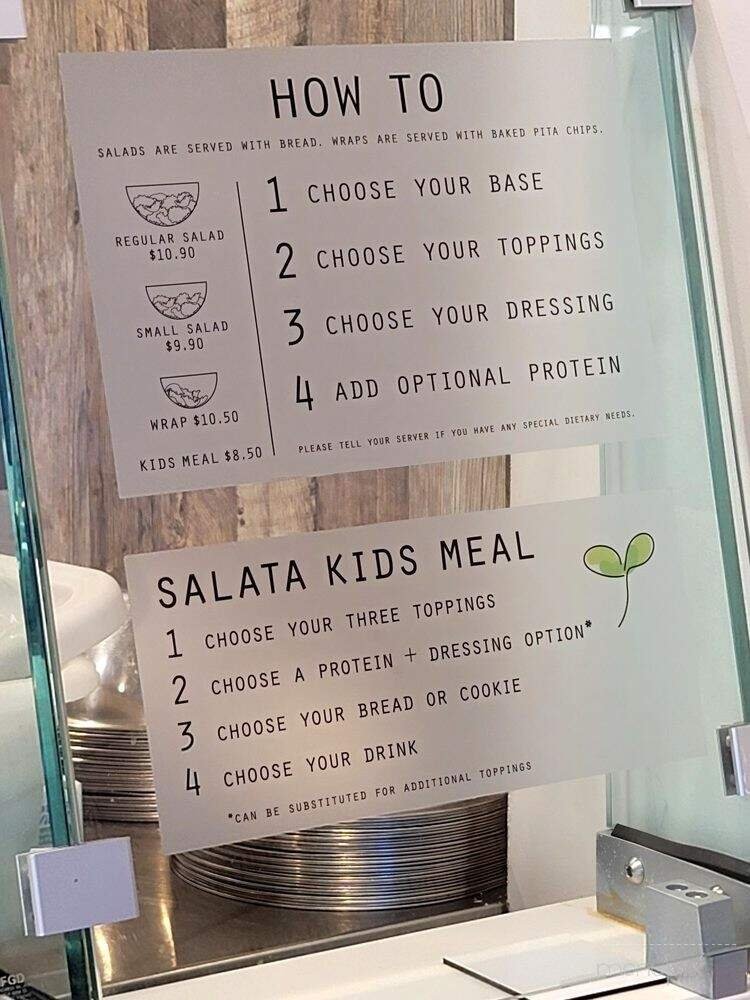 HOW TO
SALADS ARE SERVED WITH BREAD. WRAPS ARE SERVED WITH BAKED PITA CHIPS.
REGULAR SALAD
$10.90
SMALL SALAD
$9.90
WRAP $10.50
KIDS MEAL $8.50
1 CHOOSE YOUR BASE
2 CHOOSE YOUR TOPPINGS
3 CHOOSE YOUR DRESSING
4 ADD OPTIONAL PROTEIN
PLEASE TELL YOUR SERVER IF YOU HAVE ANY SPECIAL DIETARY NEEDS.
SALATA KIDS MEAL
1 CHOOSE YOUR THREE TOPPINGS
2 CHOOSE A PROTEIN + DRESSING OPTION*
3 CHOOSE YOUR BREAD OR COOKIE
4 CHOOSE YOUR DRINK
*CAN BE SUBSTITUTED FOR ADDITIONAL TOPPINGS
FGD